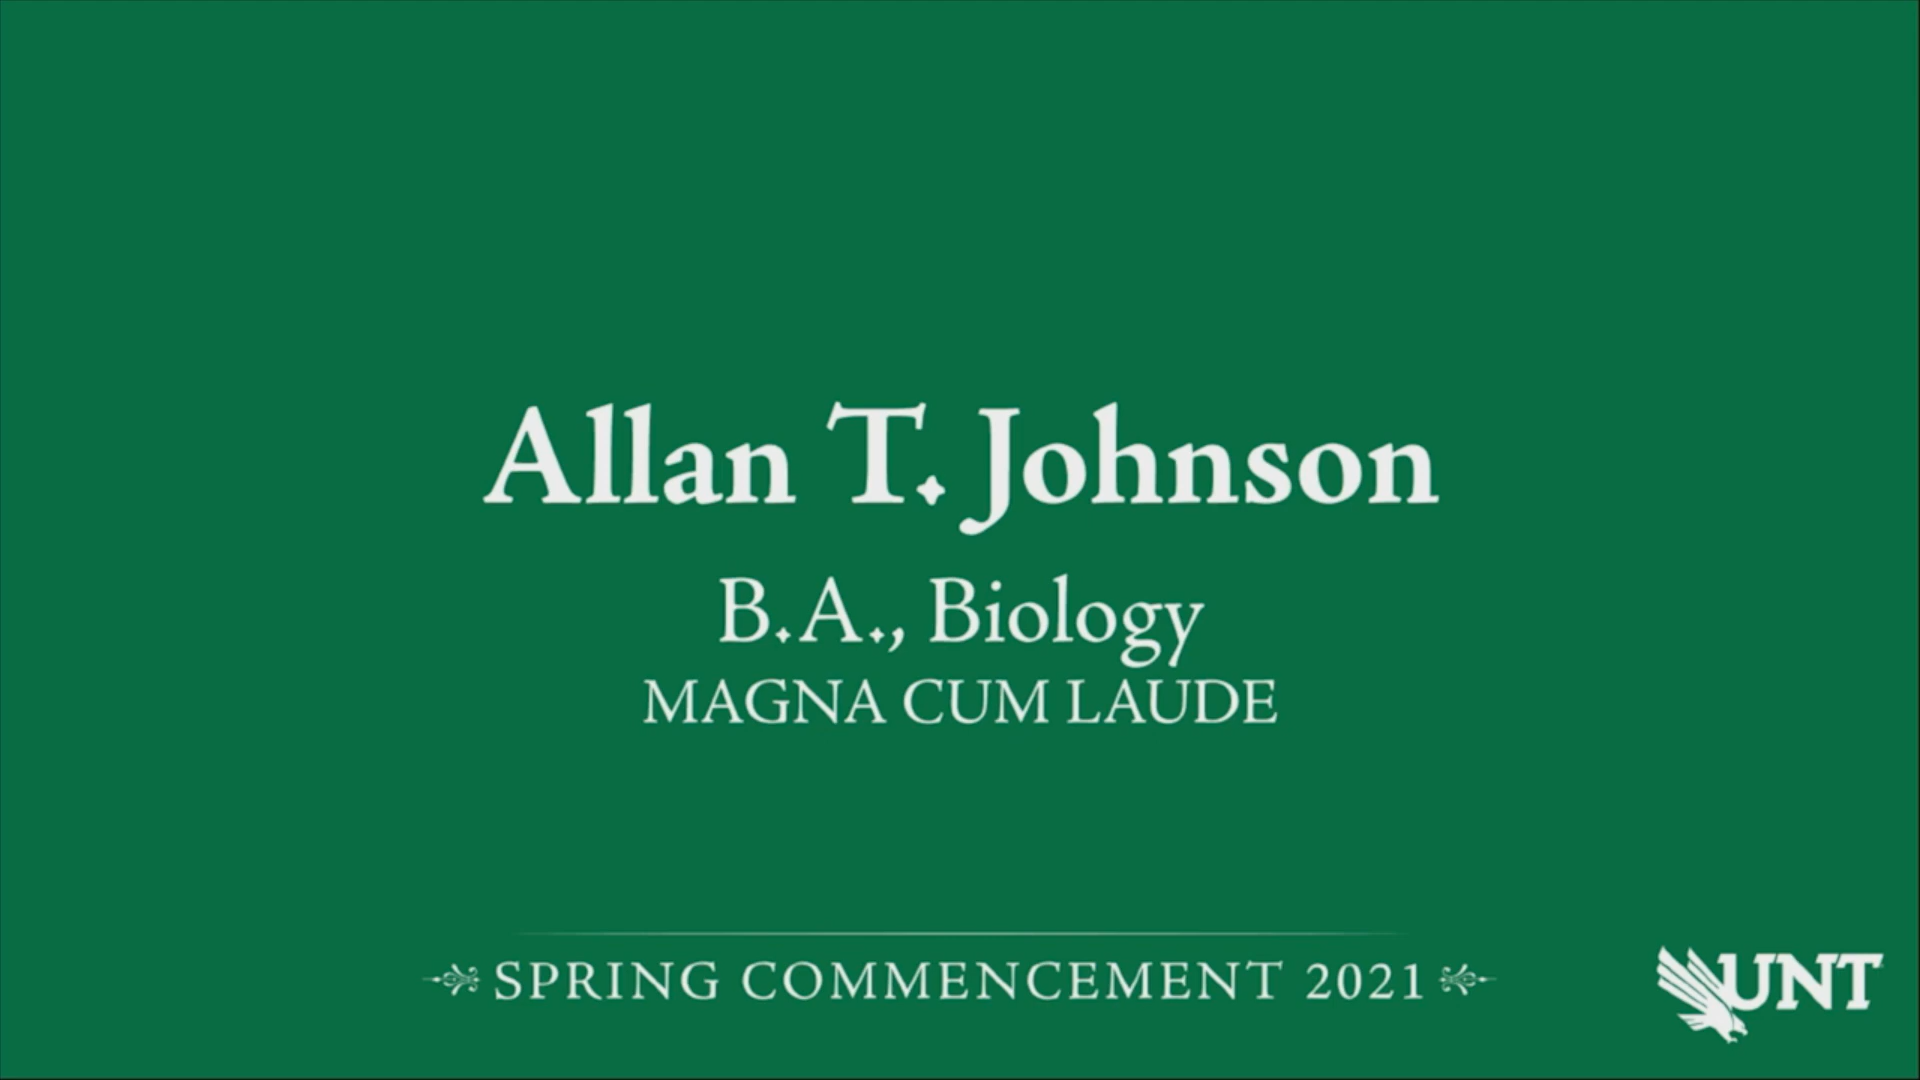 Allan T. Johnson
B.A., Biology
MAGNA CUM LAUDE
SPRING COMMENCEMENT 2021
UNT